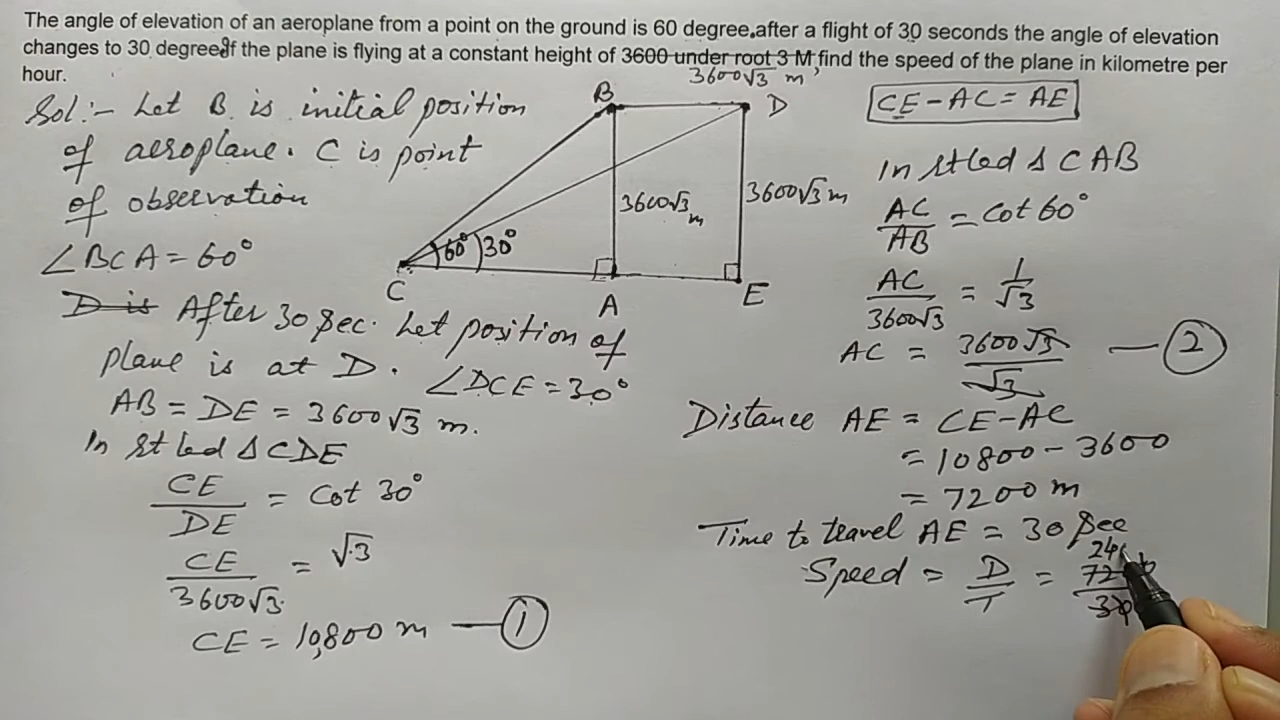 The angle of elevation of an aeroplane from a point on the ground is 60 degree.after a flight of 30 seconds the angle of elevation
changes to 30 degree.If the plane is flying at a constant height of 3600 under root 3 M find the speed of the plane in kilometre per
hour.
3600√3 m,
Sol:- Let B is initial position
of aeroplane. C is point
of observation
∠BCA = 60°
D is After 30 Sec. Let position of
plane is at D. ∠DCE = 30°
AB = DE = 3600√3 m.
In rt led Δ CDE
CE/DE = Cot 30°
CE/3600√3 = √3
CE = 10,800 m — ①
B
D
3600√3 m
3600√3 m
60°
30°
C
A
E
CE - AC = AE
In rt led Δ CAB
AC/AB = Cot 60°
AC/3600√3 = 1/√3
AC = 3600√3/√3 — ②
Distance AE = CE - AC
= 10800 - 3600
= 7200 m
Time to travel AE = 30 Sec
24
Speed = D/T = 72/30